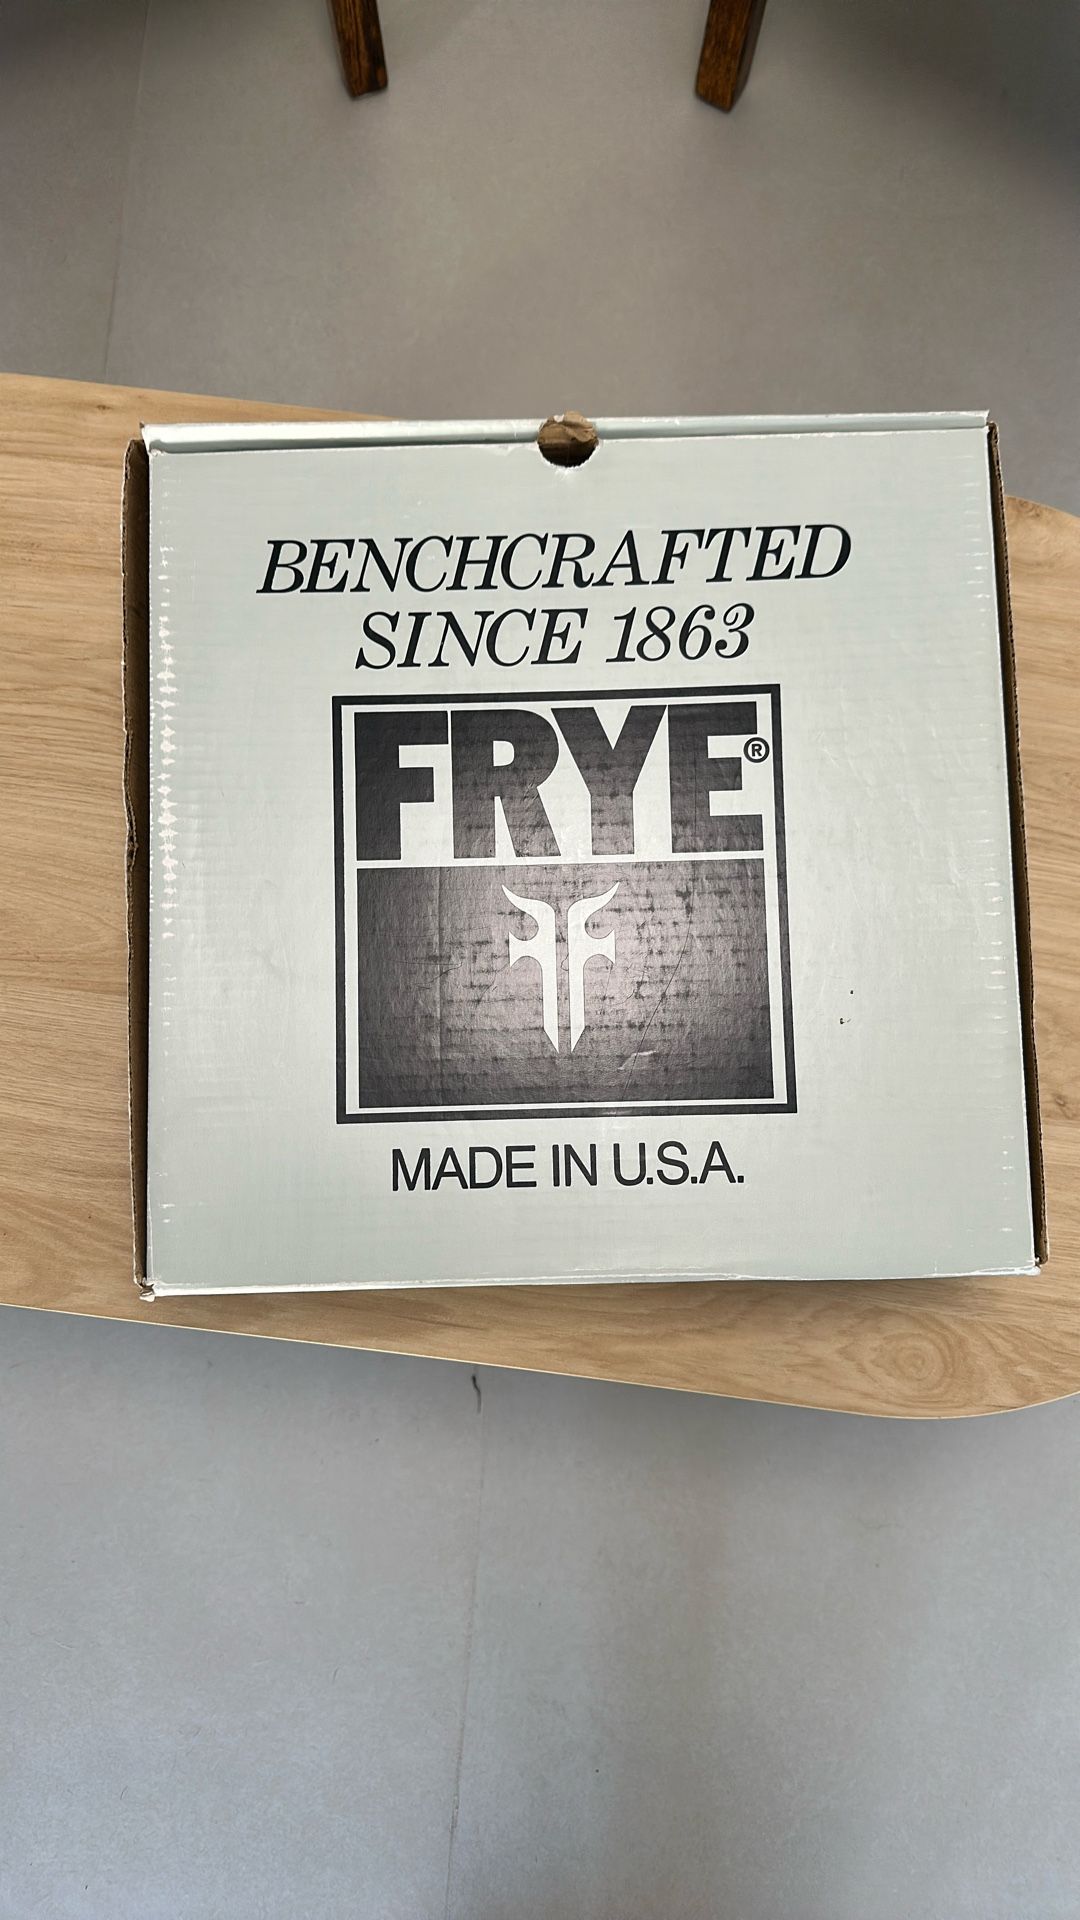 BENCHCRAFTED
SINCE 1863
FRYE®
MADE IN U.S.A.